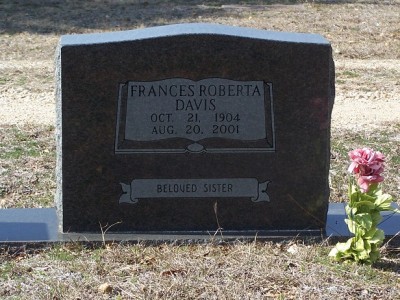 FRANCES ROBERTA
DAVIS
OCT. 21, 1904
AUG. 20, 2001
BELOVED SISTER